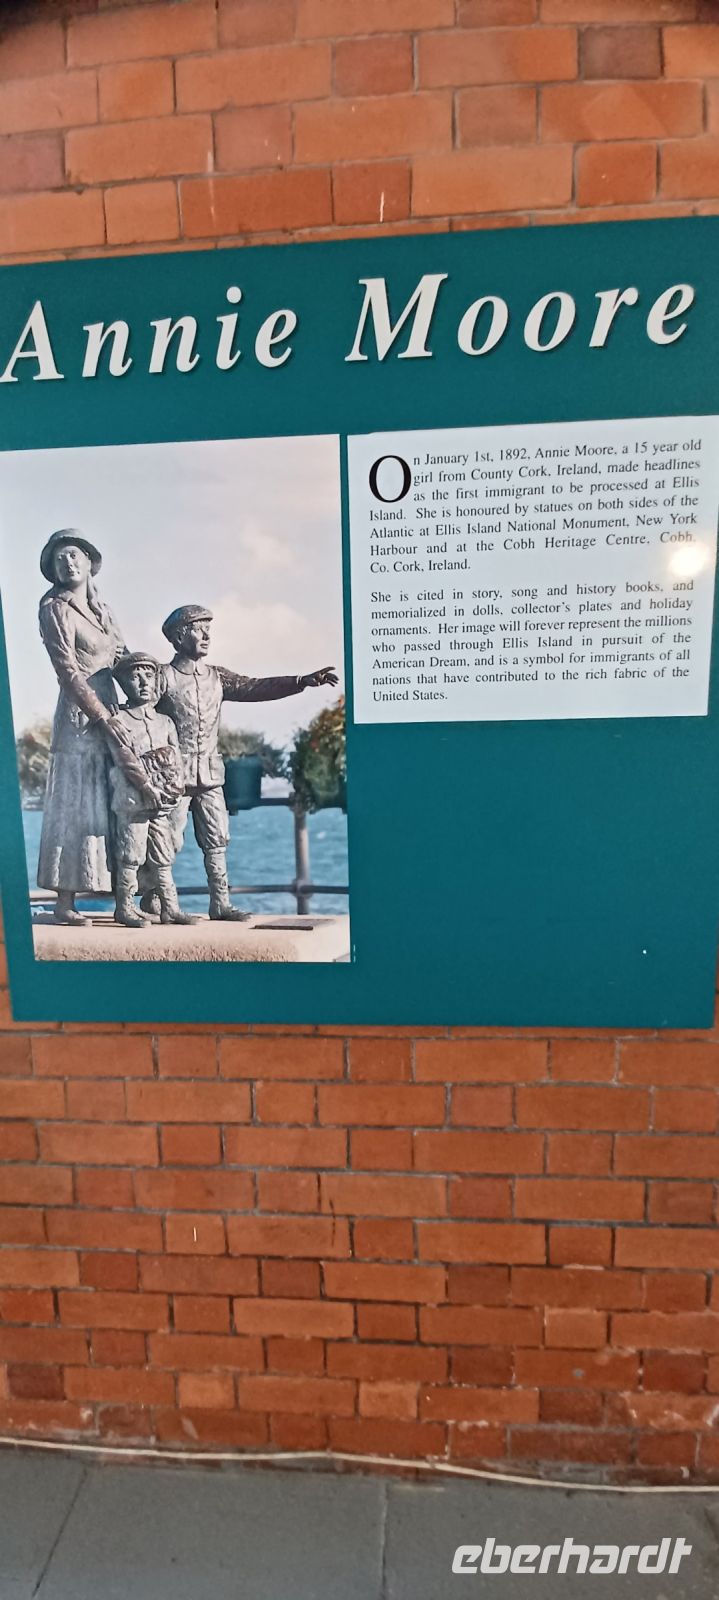 Annie Moore
On January 1st, 1892, Annie Moore, a 15 year old
girl from County Cork, Ireland, made headlines
as the first immigrant to be processed at Ellis
Island. She is honoured by statues on both sides of the
Atlantic at Ellis Island National Monument, New York
Harbour and at the Cobh Heritage Centre, Cobh,
Co. Cork, Ireland.
She is cited in story, song and history books, and
memorialized in dolls, collector's plates and holiday
ornaments. Her image will forever represent the millions
who passed through Ellis Island in pursuit of the
American Dream, and is a symbol for immigrants of all
nations that have contributed to the rich fabric of the
United States.
eberhardt